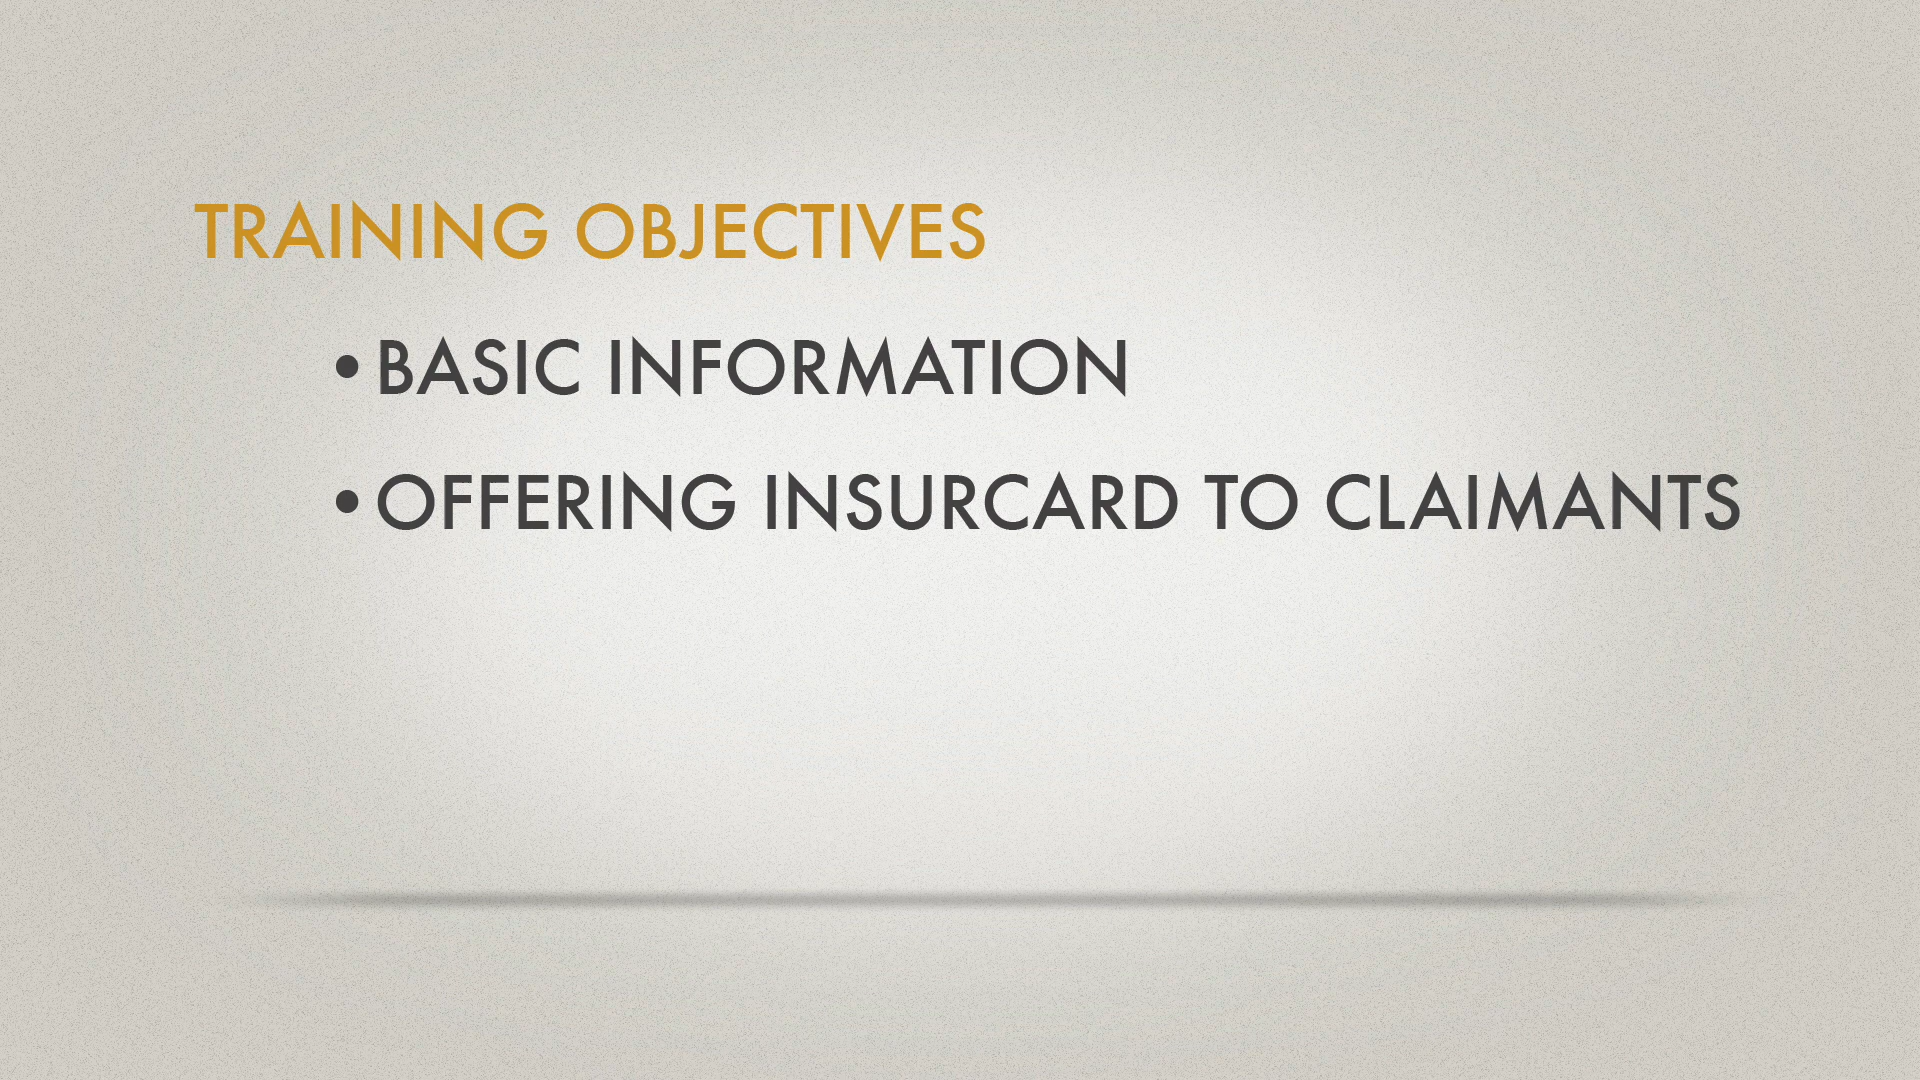 TRAINING OBJECTIVES
•BASIC INFORMATION
•OFFERING INSURCARD TO CLAIMANTS